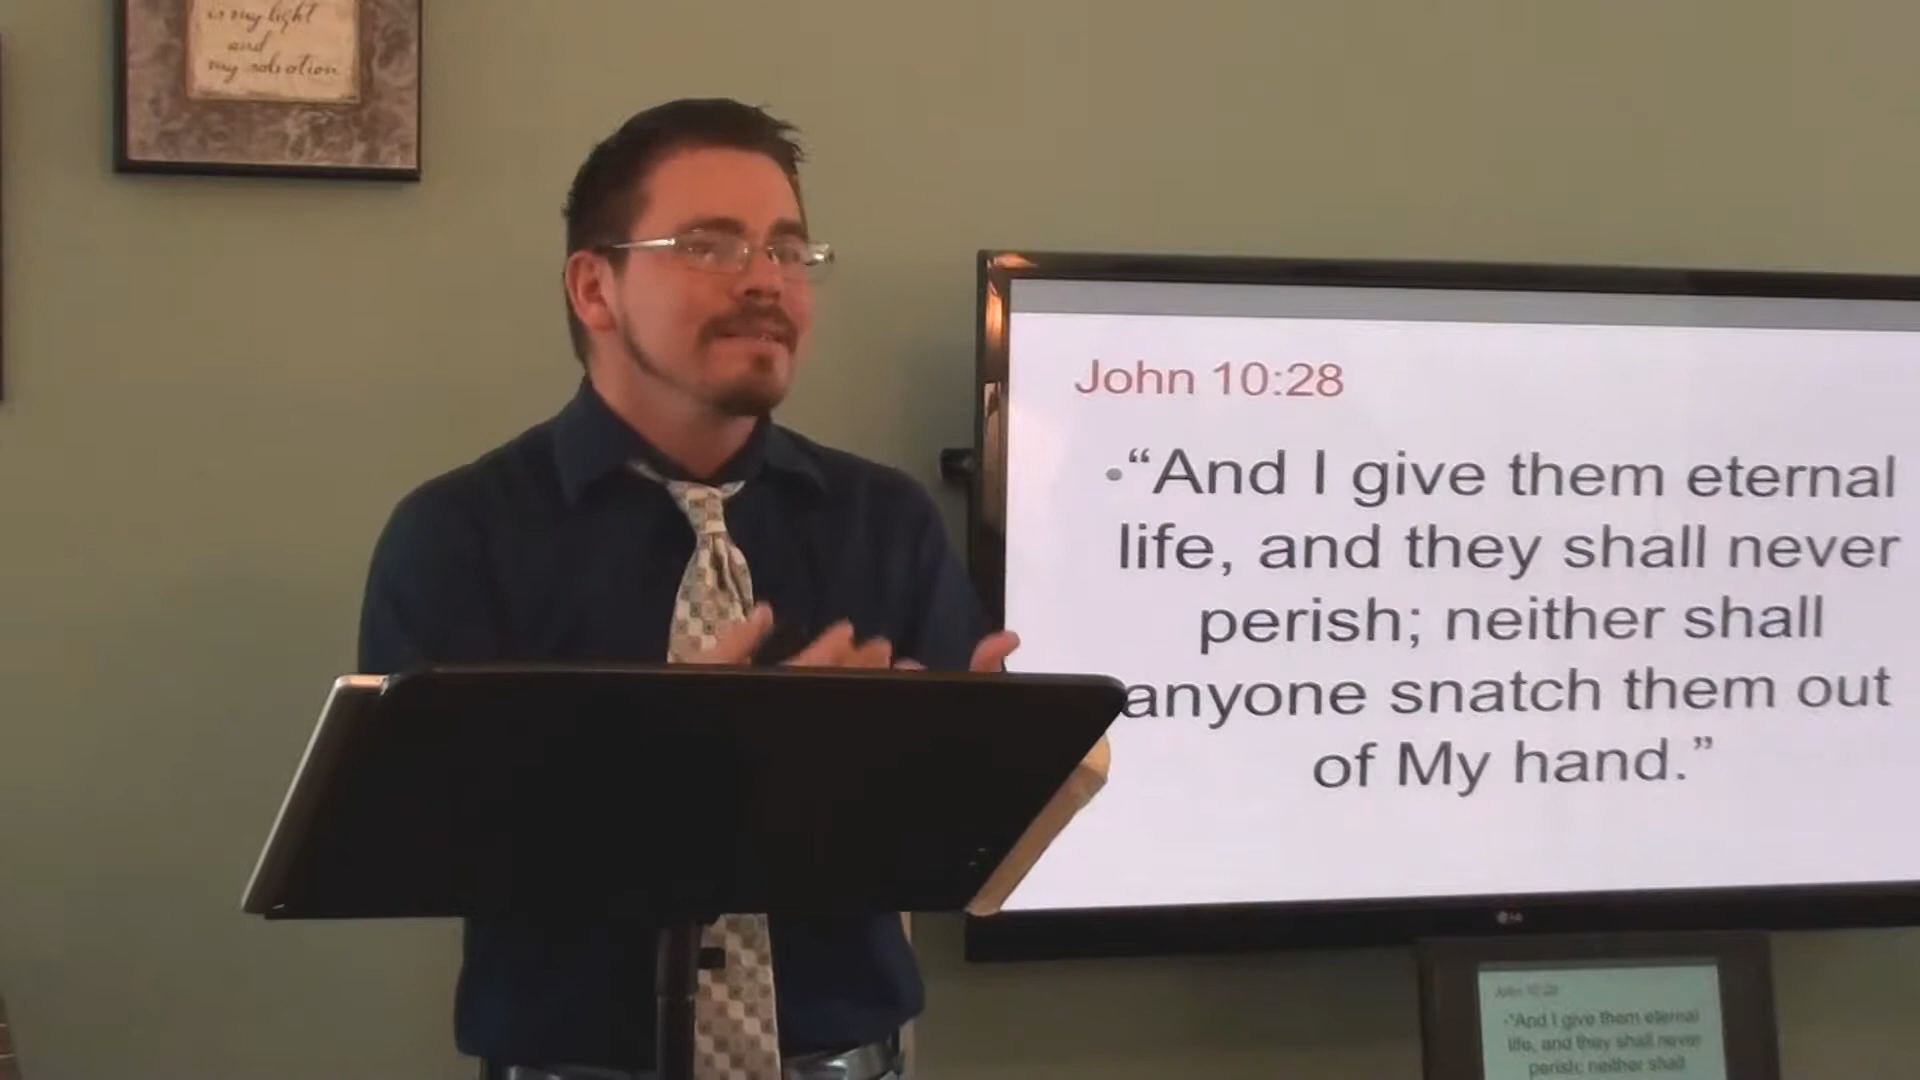 is my light
and
my salvation
John 10:28
•“And I give them eternal
life, and they shall never
perish; neither shall
anyone snatch them out
of My hand.”
LG
John 10:28
•“And I give them eternal
life, and they shall never
perish; neither shall